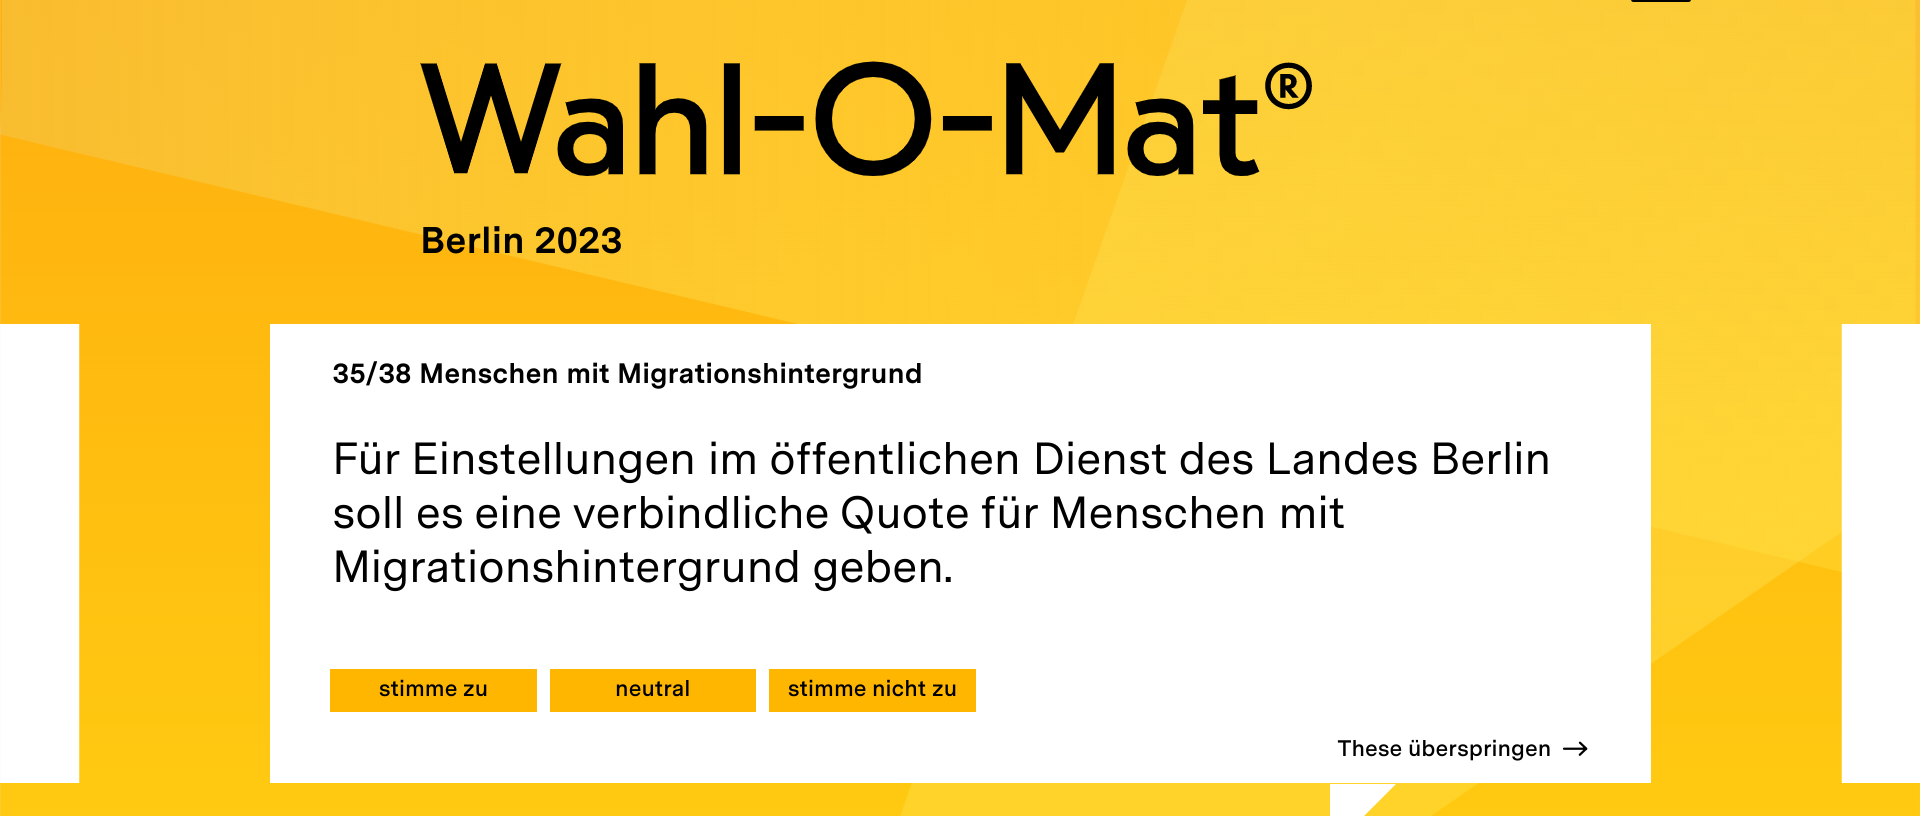 Wahl-O-Mat®
Berlin 2023
35/38 Menschen mit Migrationshintergrund
Für Einstellungen im öffentlichen Dienst des Landes Berlin
soll es eine verbindliche Quote für Menschen mit
Migrationshintergrund geben.
stimme zu
neutral
stimme nicht zu
These überspringen →